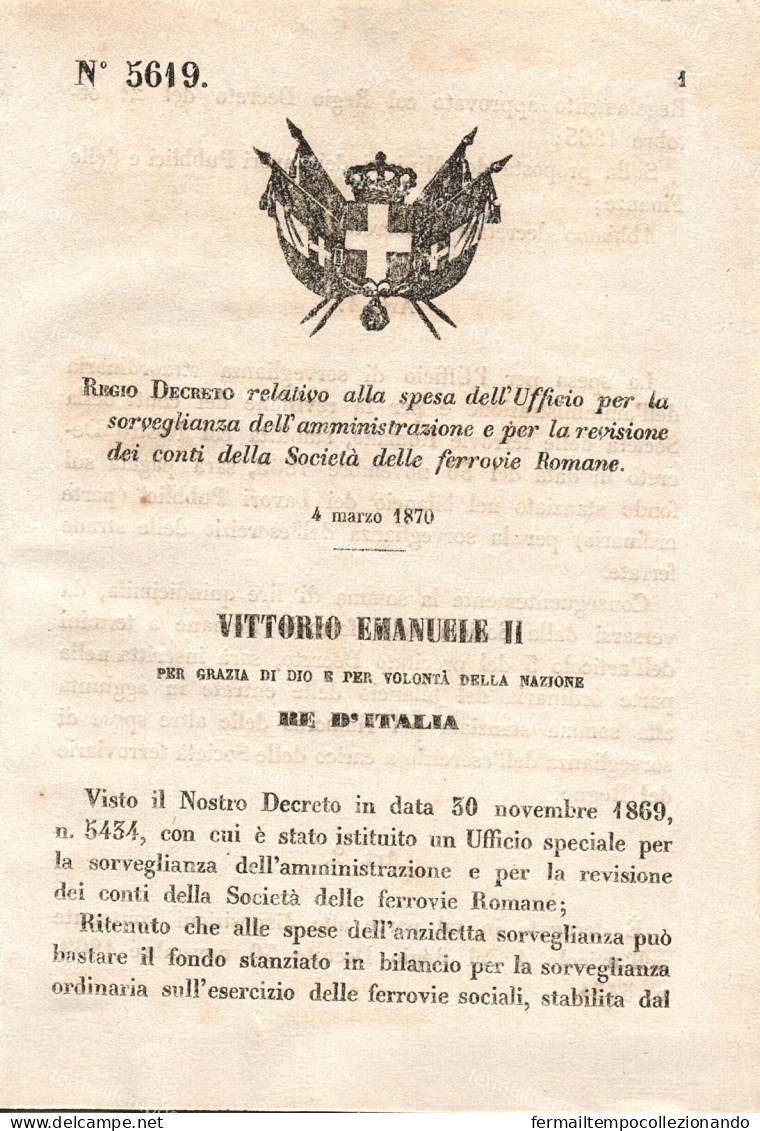 N° 5619.
1
REGIO DECRETO relativo alla spesa dell'Ufficio per la
sorveglianza dell'amministrazione e per la revisione
dei conti della Società delle ferrovie Romane.
4 marzo 1870
VITTORIO EMANUELE II
PER GRAZIA DI DIO E PER VOLONTÀ DELLA NAZIONE
RE D'ITALIA
Visto il Nostro Decreto in data 30 novembre 1869,
n. 5434, con cui è stato istituito un Ufficio speciale per
la sorveglianza dell'amministrazione e per la revisione
dei conti della Società delle ferrovie Romane;
Ritenuto che alle spese dell'anzidetta sorveglianza può
bastare il fondo stanziato in bilancio per la sorveglianza
ordinaria sull'esercizio delle ferrovie sociali, stabilita dal
delcampe.net
fermailtempocollezionando